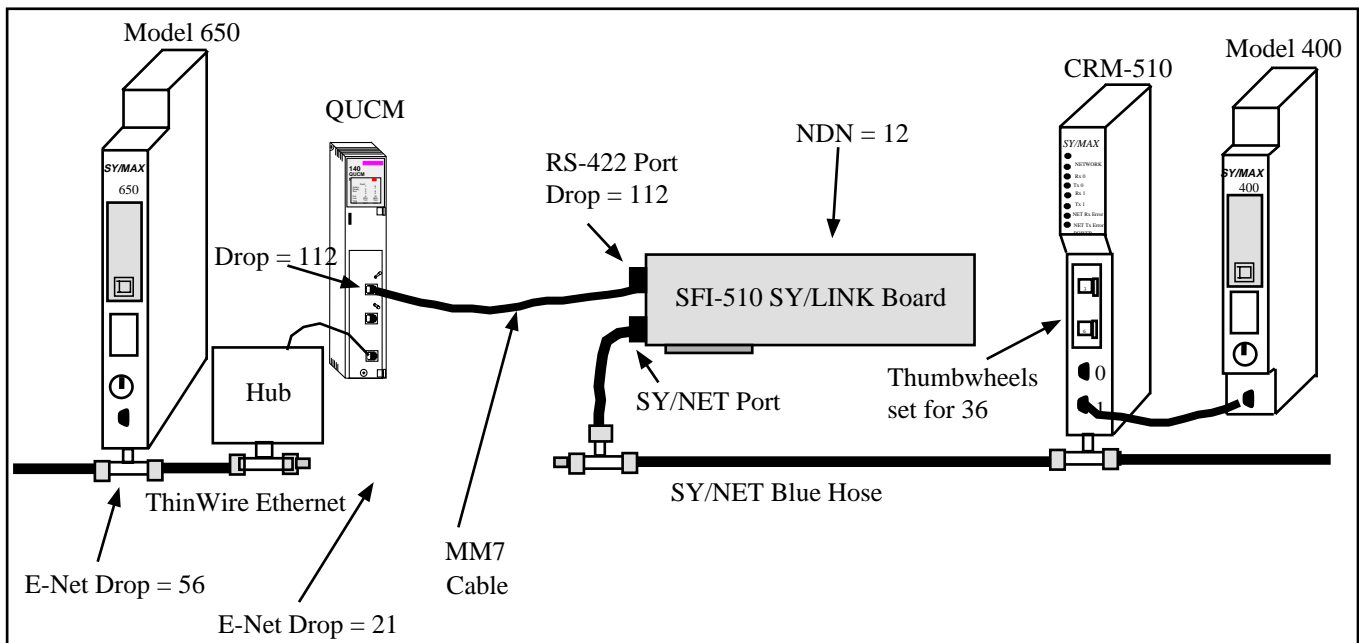 Model 650
Model 400
CRM-510
QUCM
NDN = 12
RS-422 Port
Drop = 112
SY/MAX
650
140
QUCM
SY/MAX
NETWORK
Rx 0
Tx 0
Rx 1
Tx 1
NET Rx Error
NET Tx Error
SY/MAX
400
Drop = 112
SFI-510 SY/LINK Board
Hub
SY/NET Port
Thumbwheels
set for 36
0
1
ThinWire Ethernet
SY/NET Blue Hose
MM7
Cable
E-Net Drop = 56
E-Net Drop = 21